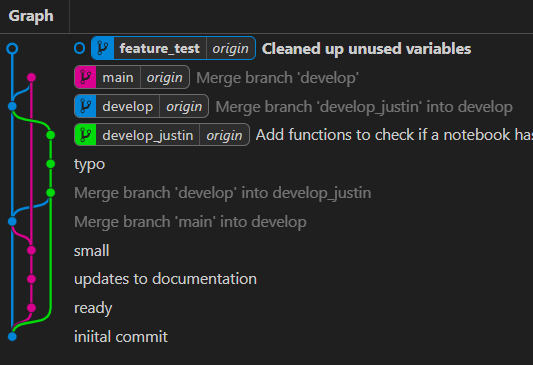 Graph
feature_test origin Cleaned up unused variables
main origin Merge branch 'develop'
develop origin Merge branch 'develop_justin' into develop
develop_justin origin Add functions to check if a notebook has
typo
Merge branch 'develop' into develop_justin
Merge branch 'main' into develop
small
updates to documentation
ready
iniital commit